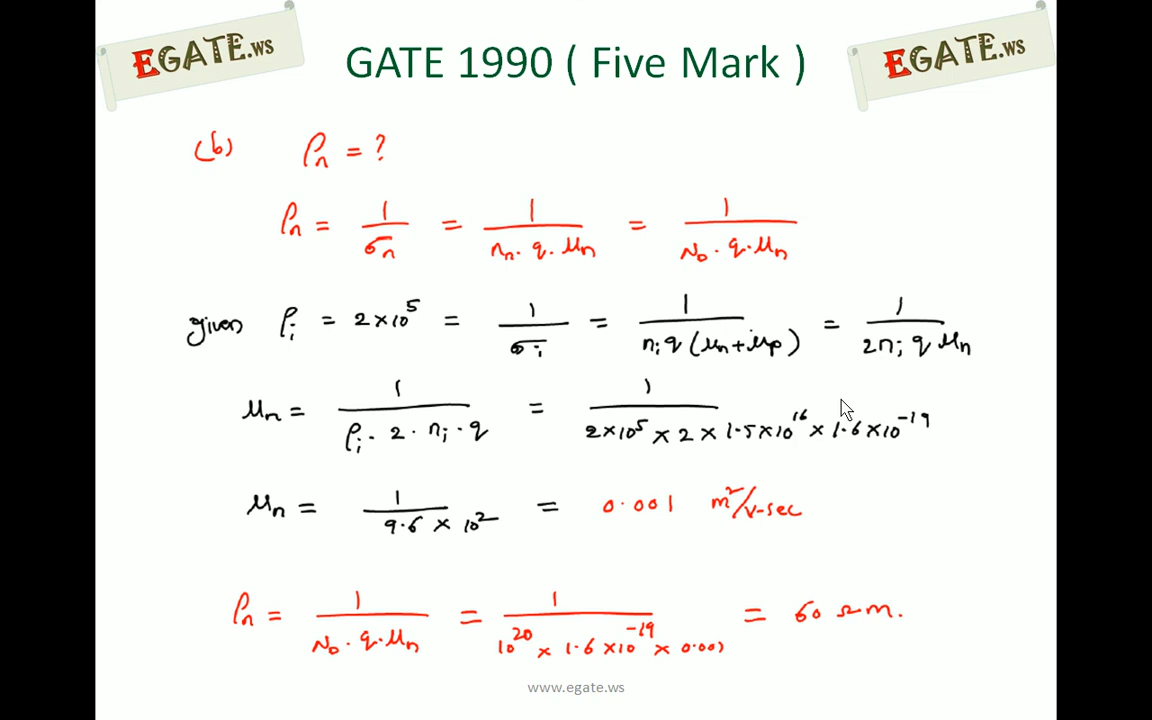 EGATE.ws GATE 1990 ( Five Mark ) EGATE.ws
(b) ρn = ?
ρn = 1/σn = 1/(nn · q · μn) = 1/(ND · q · μn)
given ρi = 2×10^5 = 1/σi = 1/(ni q (μn + μp)) = 1/(2ni q μn)
μn = 1/(ρi · 2 · ni · q) = 1/(2×10^5 × 2 × 1.5×10^16 × 1.6×10^-19)
μn = 1/(9.6 × 10^2) = 0.001 m²/v-sec
ρn = 1/(ND · q · μn) = 1/(10^20 × 1.6×10^-19 × 0.001) = 60 Ωm.
www.egate.ws